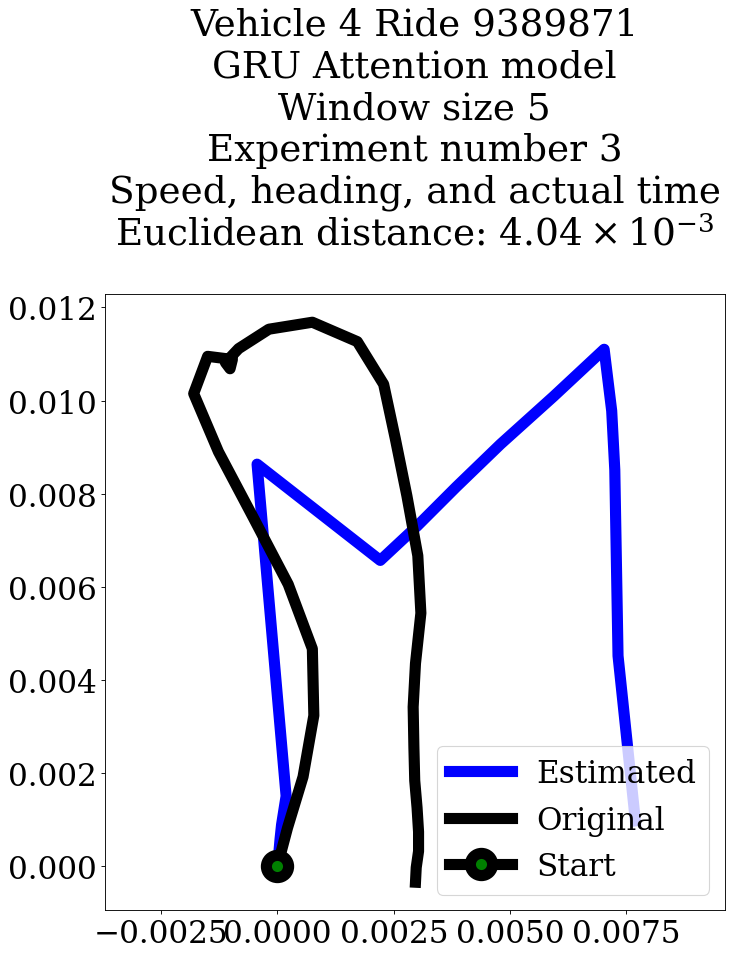 Vehicle 4 Ride 9389871
GRU Attention model
Window size 5
Experiment number 3
Speed, heading, and actual time
Euclidean distance: 4.04 × 10⁻³
0.012
0.010
0.008
0.006
0.004
0.002
0.000
Estimated
Original
Start
−0.0025 0.0000 0.0025 0.0050 0.0075